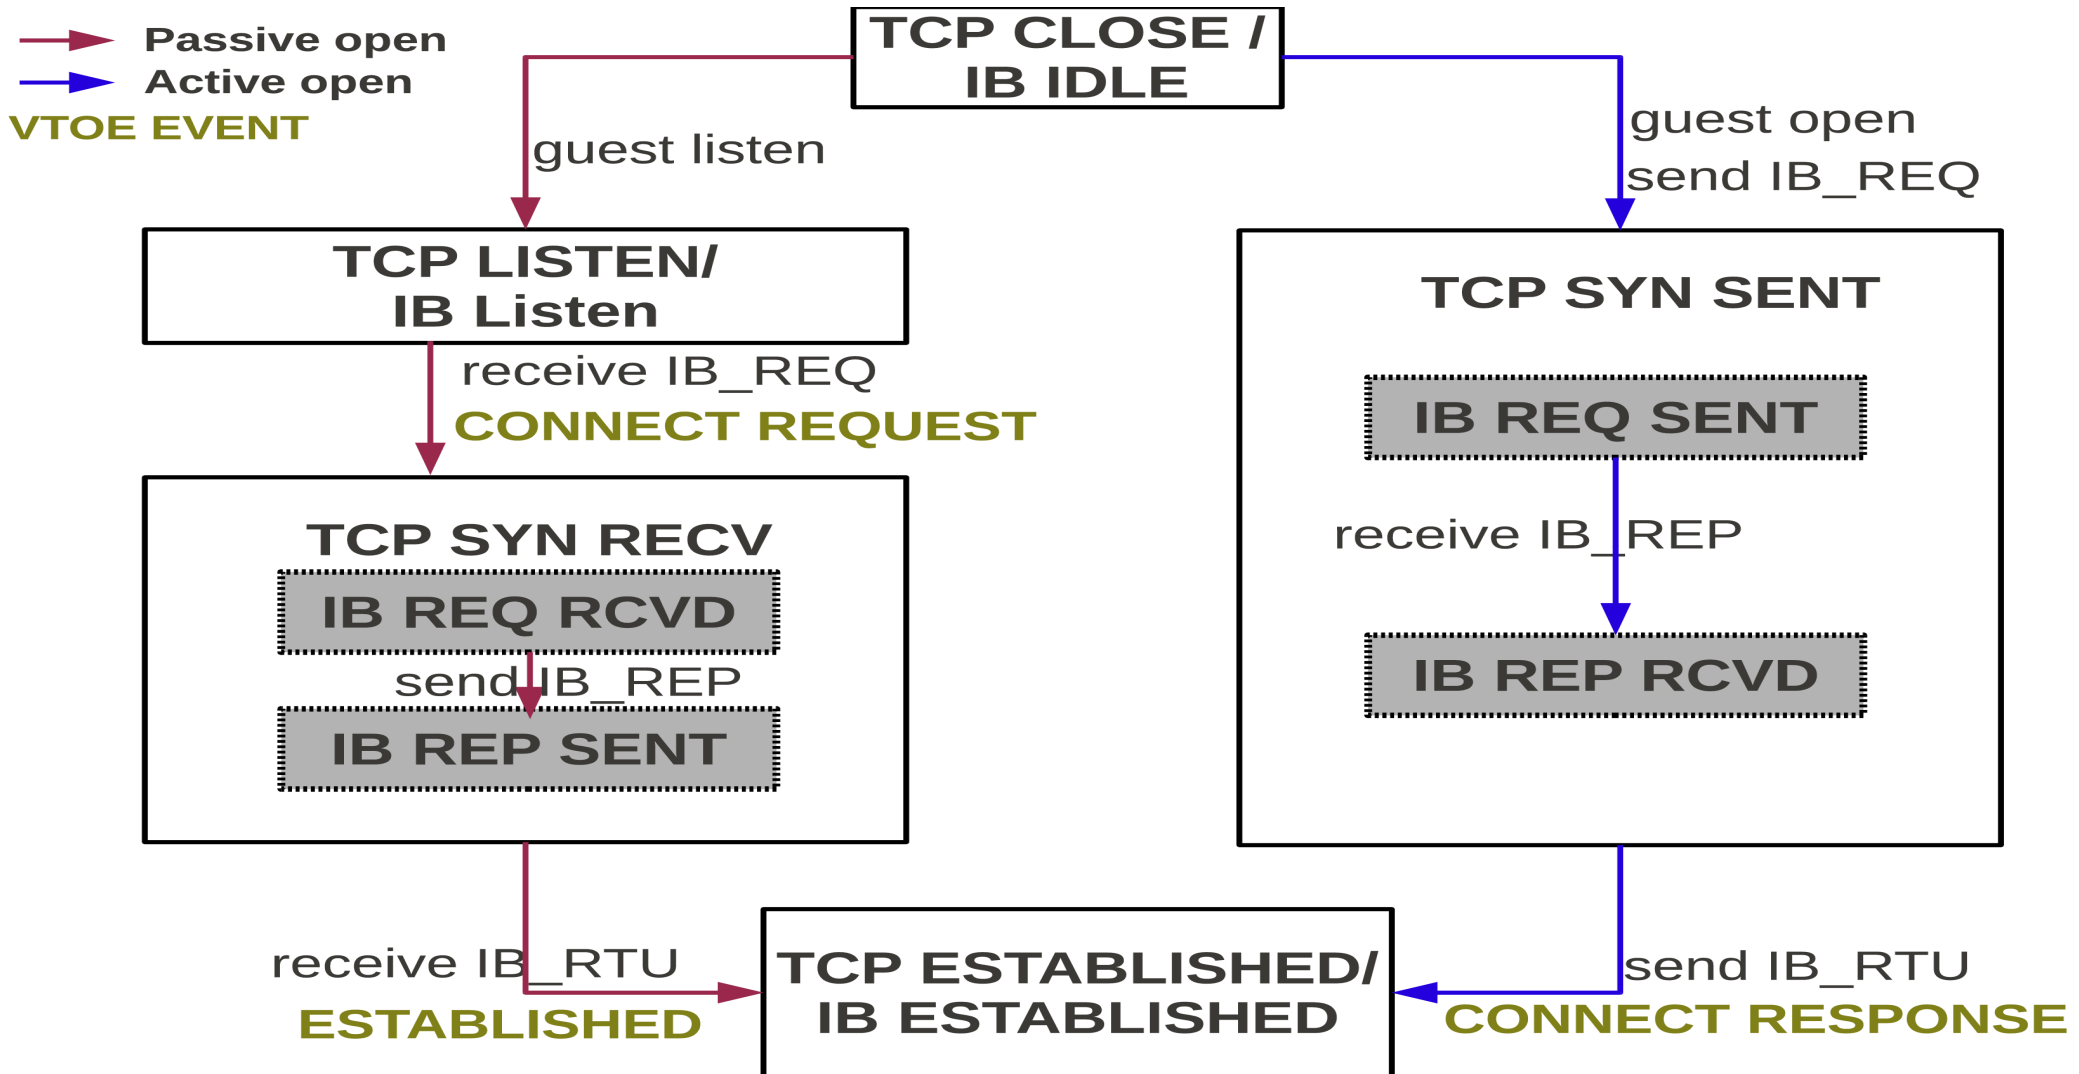 Passive open
Active open
VTOE EVENT
TCP CLOSE /
IB IDLE
guest listen
guest open
send IB_REQ
TCP LISTEN/
IB Listen
receive IB_REQ
CONNECT REQUEST
TCP SYN RECV
IB REQ RCVD
send IB_REP
IB REP SENT
receive IB_RTU
ESTABLISHED
TCP SYN SENT
IB REQ SENT
receive IB_REP
IB REP RCVD
send IB_RTU
CONNECT RESPONSE
TCP ESTABLISHED/
IB ESTABLISHED